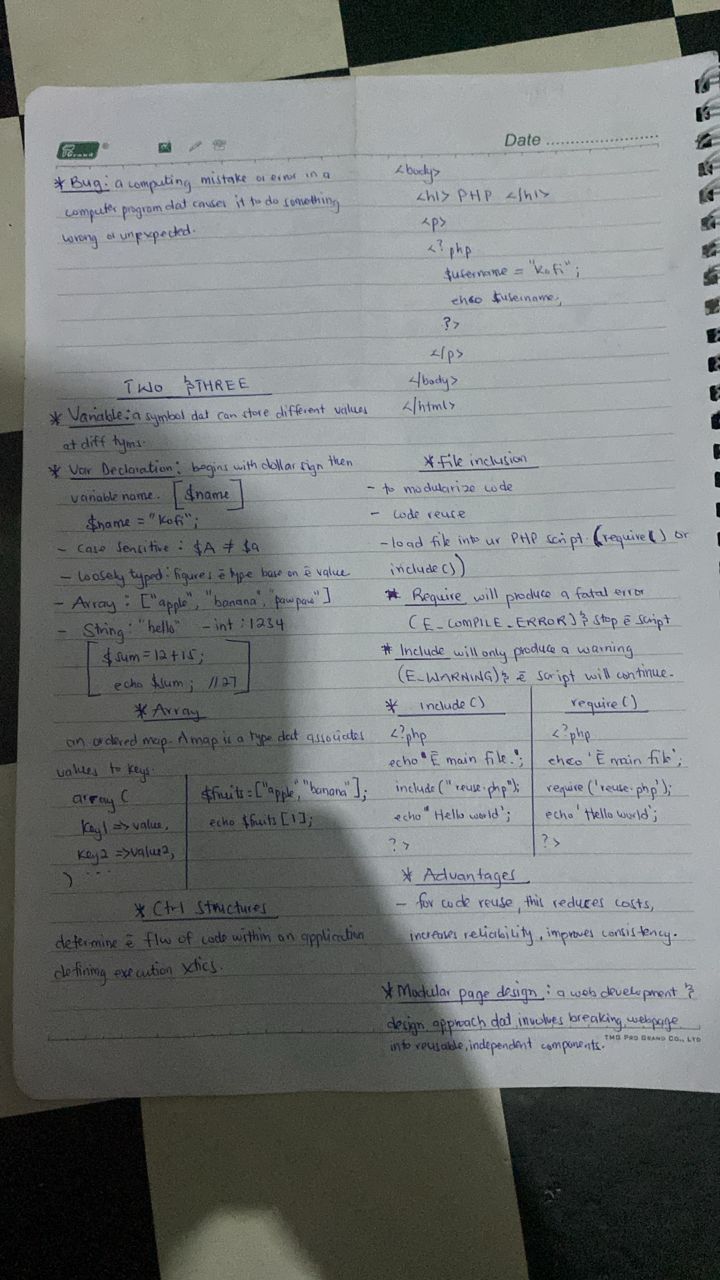 Date
* Bug: a computing mistake or error in a
computer program dat causes it to do something
wrong or unexpected.
TWO & THREE
* Variable: a symbol dat can store different values
at diff tyms.
* Var Declaration: begins with dollar sign then
variable name. [$name]
$name = "Kofi";
- Case Sensitive: $A ≠ $a
- Loosely typed: figures ē type base on ē value
- Array: ["apple", "banana", "pawpaw"]
- String: "hello" - int: 1234
$sum = 12+15;
echo $sum; //27
* Array
an ordered map. A map is a type dat associates
values to keys.
array (
key1 => value,
key2 => value2,
) ...
$fruits = ["apple", "banana"];
echo $fruits [1];
* Ctrl Structures
determine ē flw of code within an application
defining execution xtics.
<body>
<h1> PHP </h1>
<p>
<? php
$username = "Kofi";
ehco $username;
?>
</p>
</body>
</html>
* File inclusion
- to modularize code
- code reuse
- load file into ur PHP script. (require() or
include())
* Require will produce a fatal error
(E_COMPILE_ERROR) & stop ē script
* Include will only produce a warning
(E_WARNING) & ē script will continue.
* include()
<?php
echo "Ē main file.";
include ("reuse.php");
echo "Hello world';
?>
require()
<?php
ehco 'Ē main file';
require ('reuse.php');
echo 'Hello world';
?>
* Advantages
- for code reuse, this reduces costs,
increases reliability, improves consistency.
* Modular page design: a web development &
design approach dat involves breaking webpage
into reusable, independent components.
TMG PRO BRAND CO., LTD